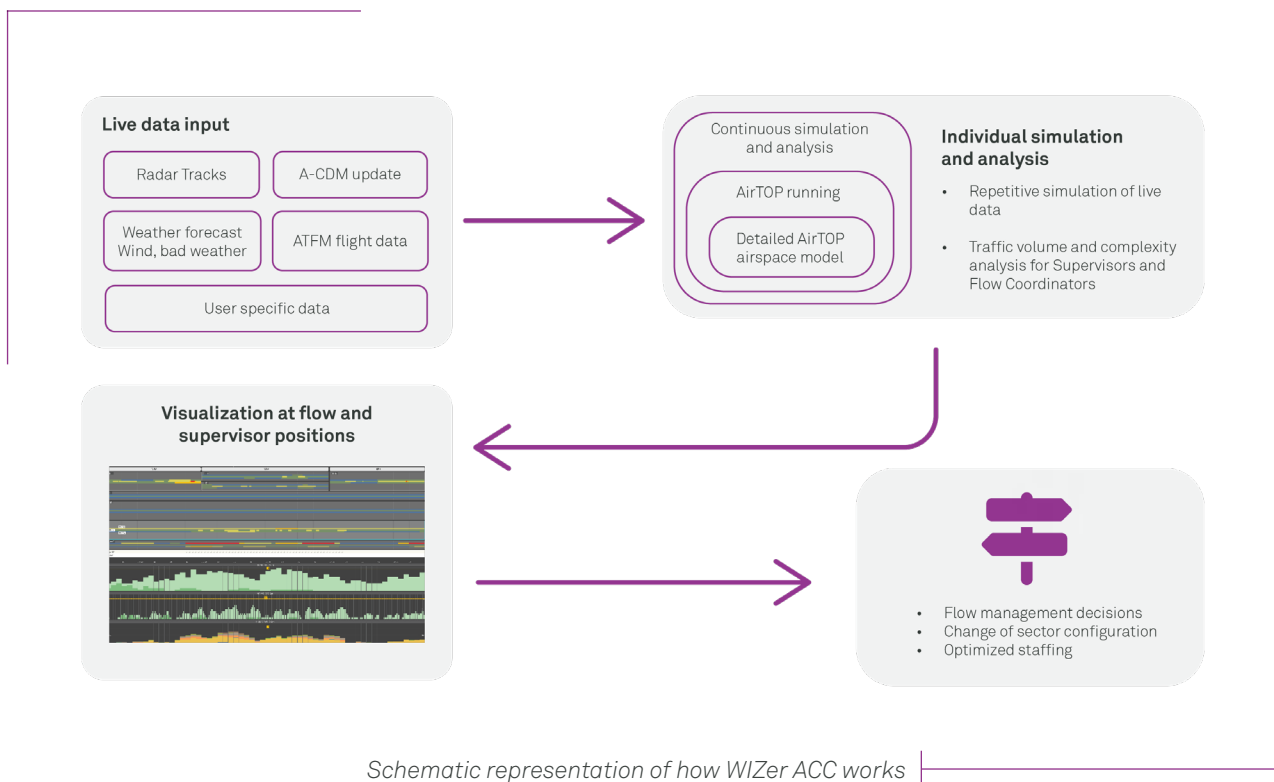 Live data input
Radar Tracks
A-CDM update
Weather forecast
Wind, bad weather
ATFM flight data
User specific data
Continuous simulation
and analysis
AirTOP running
Detailed AirTOP
airspace model
Individual simulation
and analysis
• Repetitive simulation of live
data
• Traffic volume and complexity
analysis for Supervisors and
Flow Coordinators
Visualization at flow and
supervisor positions
• Flow management decisions
• Change of sector configuration
• Optimized staffing
Schematic representation of how WIZer ACC works